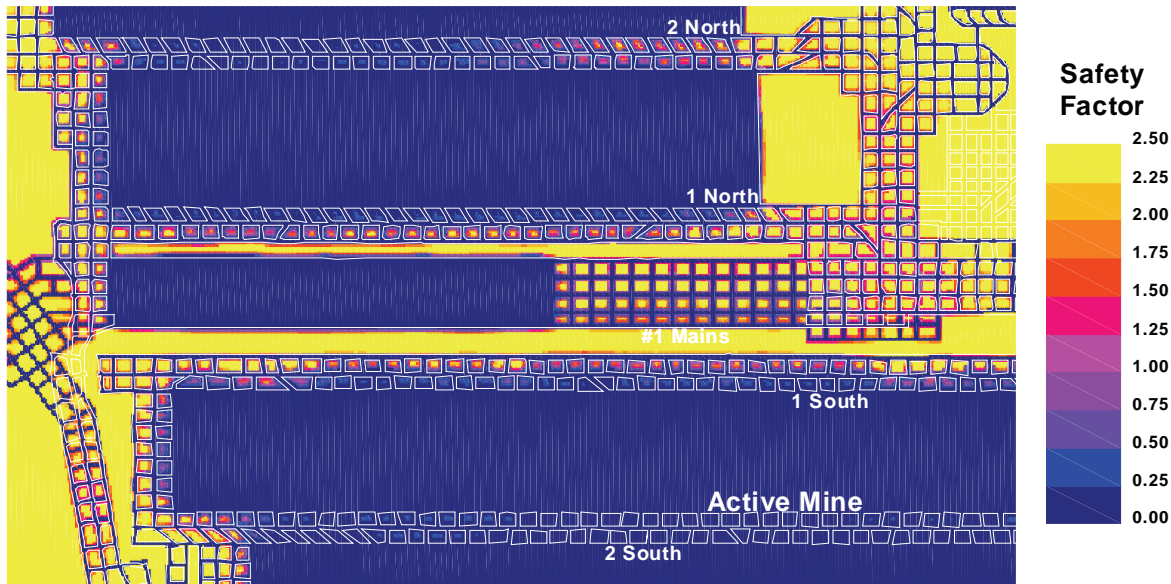 2 North
Safety
Factor
2.50
2.25
2.00
1 North
1.75
1.50
1.25
#1 Mains
1.00
0.75
1 South
0.50
0.25
Active Mine
0.00
2 South